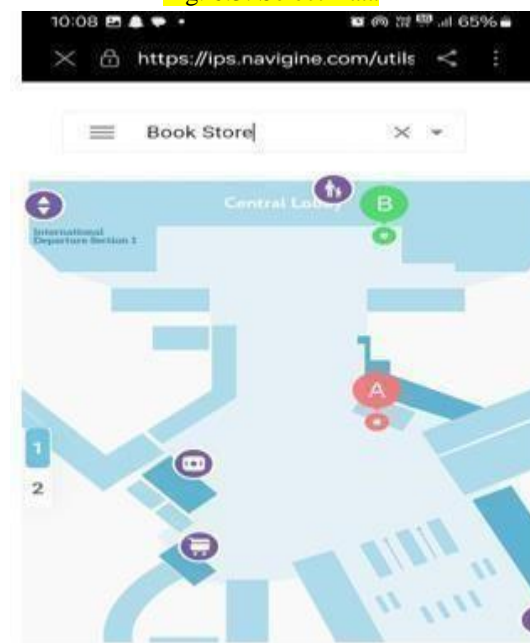 10:08 65%
https://ips.navigine.com/utils
Book Store
Central Lobby
B
International
Departure Section 1
A
1
2